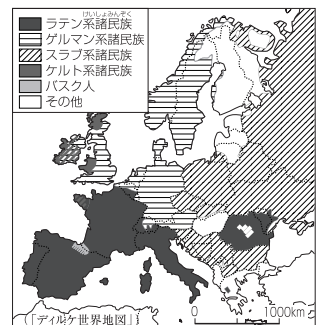 ラテン系諸民族
けいしょみんぞく
ゲルマン系諸民族
スラブ系諸民族
ケルト系諸民族
バスク人
その他
0 1000km
(「ディルケ世界地図」)